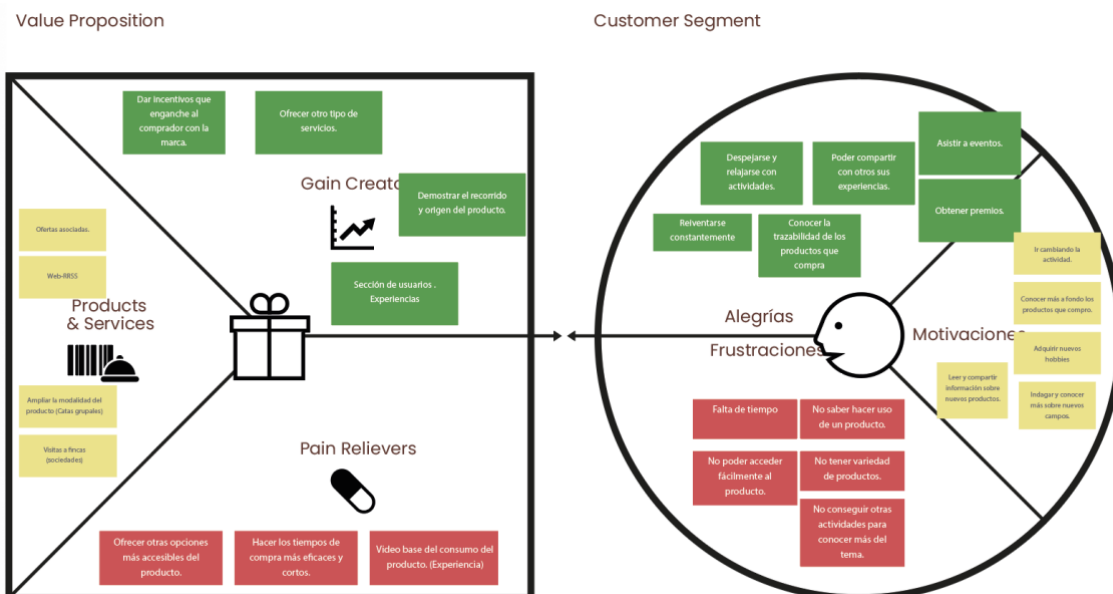 Value Proposition
Customer Segment
Dar incentivos que
enganche al
comprador con la
marca.
Ofrecer otro tipo de
servicios.
Gain Creato
Demostrar el recorrido
y origen del producto.
Sección de usuarios .
Experiencias
Ofertas asociadas.
Web-RRSS
Products
& Services
Ampliar la modalidad del
producto (Catas grupales)
Visitas a fincas
(sociedades)
Pain Relievers
Ofrecer otras opciones
más accesibles del
producto.
Hacer los tiempos de
compra más eficaces y
cortos.
Video base del consumo del
producto. (Experiencia)
Despejarse y
relajarse con
actividades.
Poder compartir
con otros sus
experiencias.
Asistir a eventos.
Obtener premios.
Reiventarse
constantemente
Conocer la
trazabilidad de los
productos que
compra
Alegrías
Frustraciones
Motivaciones
Ir cambiando la
actividad.
Conocer más a fondo los
productos que compro.
Adquirir nuevos
hobbies
Leer y compartir
información sobre
nuevos productos.
Indagar y conocer
más sobre nuevos
campos.
Falta de tiempo
No saber hacer uso
de un producto.
No poder acceder
fácilmente al
producto.
No tener variedad
de productos.
No conseguir otras
actividades para
conocer más del
tema.